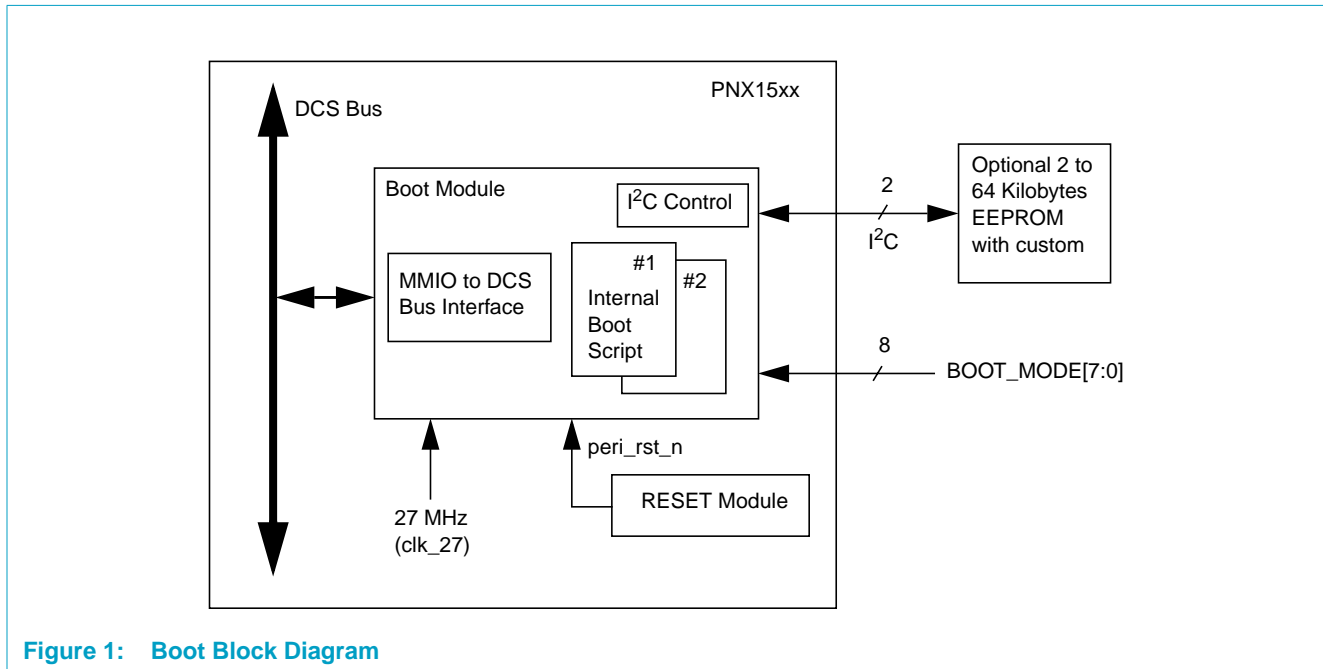 PNX15xx
DCS Bus
Boot Module
I²C Control
MMIO to DCS
Bus Interface
#1
#2
Internal
Boot
Script
2
I²C
Optional 2 to
64 Kilobytes
EEPROM
with custom
8
BOOT_MODE[7:0]
peri_rst_n
RESET Module
27 MHz
(clk_27)
Figure 1: Boot Block Diagram